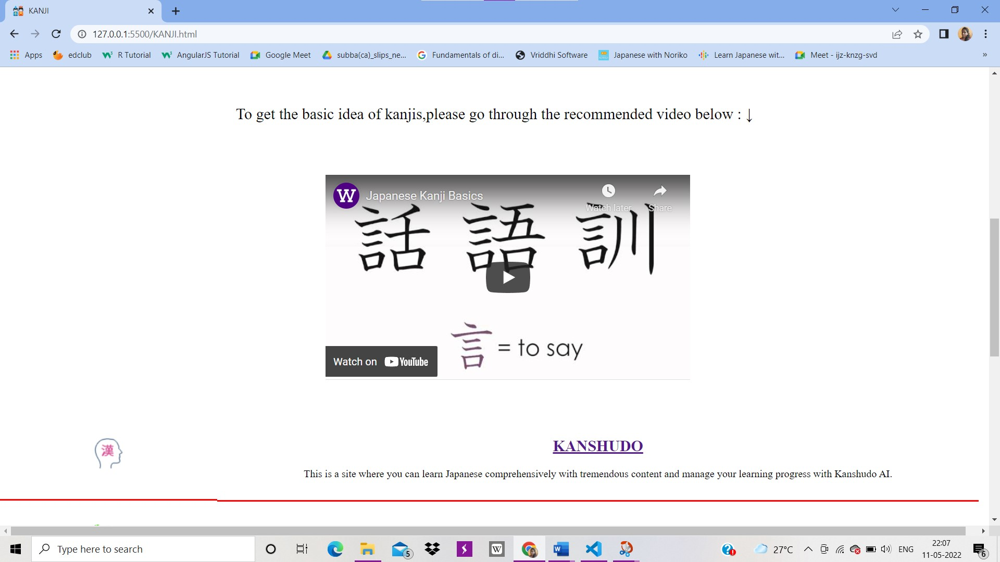 KANJI
127.0.0.1:5500/KANJI.html
Apps
edclub
R Tutorial
AngularJS Tutorial
Google Meet
subba(ca)_slips_ne...
Fundamentals of di...
Vriddhi Software
Japanese with Noriko
Learn Japanese wit...
Meet - ijz-knzg-svd
»
To get the basic idea of kanjis,please go through the recommended video below : ↓
W
Japanese Kanji Basics
Watch later
Share
話 語 訓
言 = to say
Watch on YouTube
漢
KANSHUDO
This is a site where you can learn Japanese comprehensively with tremendous content and manage your learning progress with Kanshudo AI.
Type here to search
5
W
W
27°C
ENG
22:07
11-05-2022
6